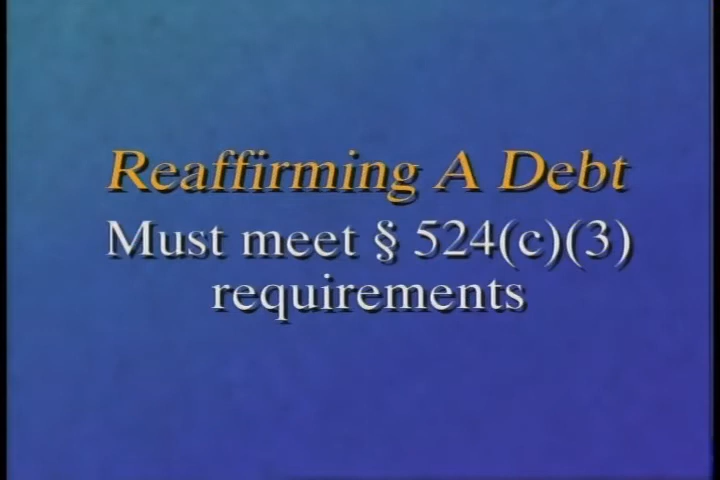 Reaffirming A Debt
Must meet § 524(c)(3)
requirements